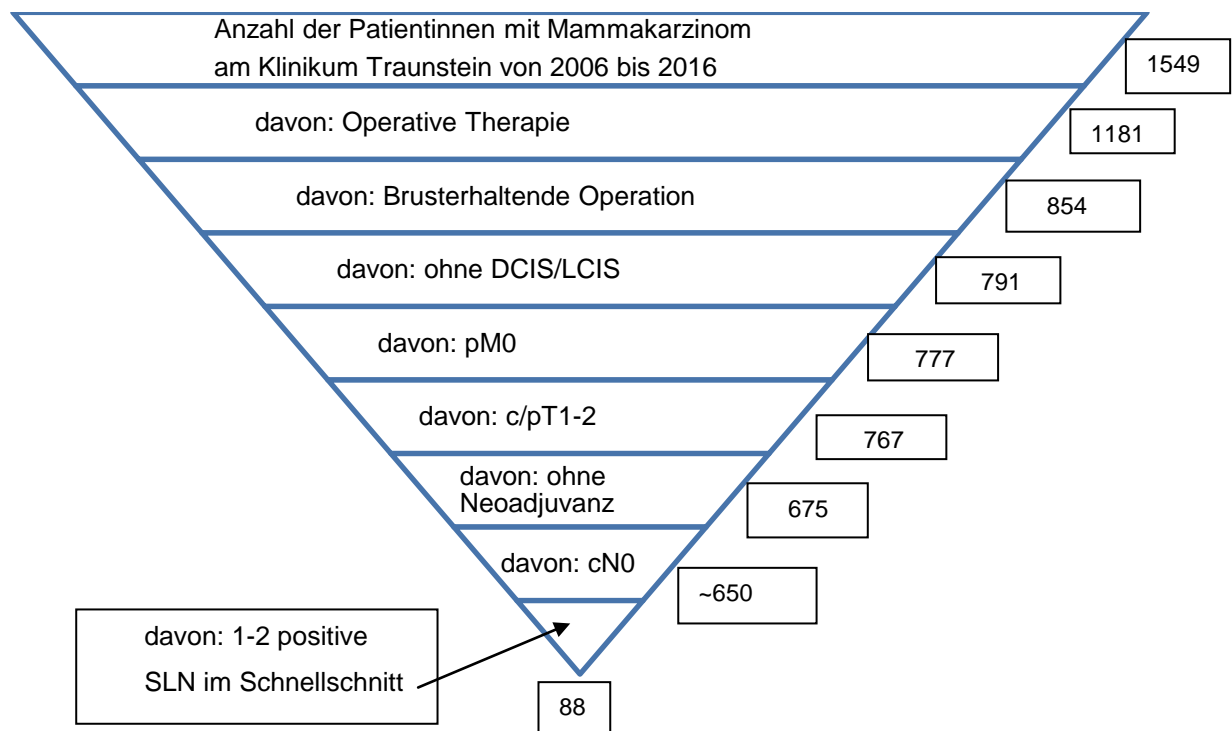 Anzahl der Patientinnen mit Mammakarzinom
am Klinikum Traunstein von 2006 bis 2016
1549
davon: Operative Therapie
1181
davon: Brusterhaltende Operation
854
davon: ohne DCIS/LCIS
791
davon: pM0
777
davon: c/pT1-2
767
davon: ohne
Neoadjuvanz
675
davon: cN0
~650
davon: 1-2 positive
SLN im Schnellschnitt
88